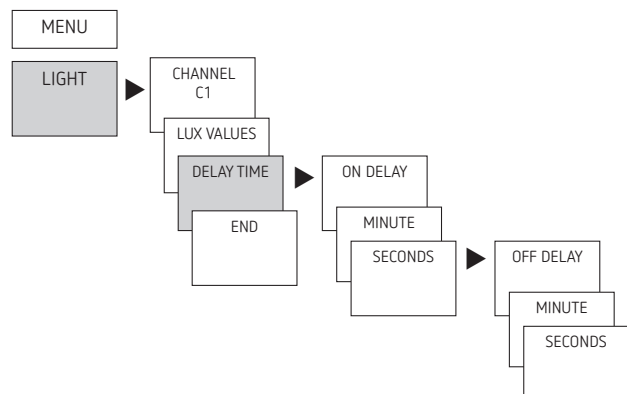 MENU
LIGHT
CHANNEL
C1
LUX VALUES
DELAY TIME
END
ON DELAY
MINUTE
SECONDS
OFF DELAY
MINUTE
SECONDS